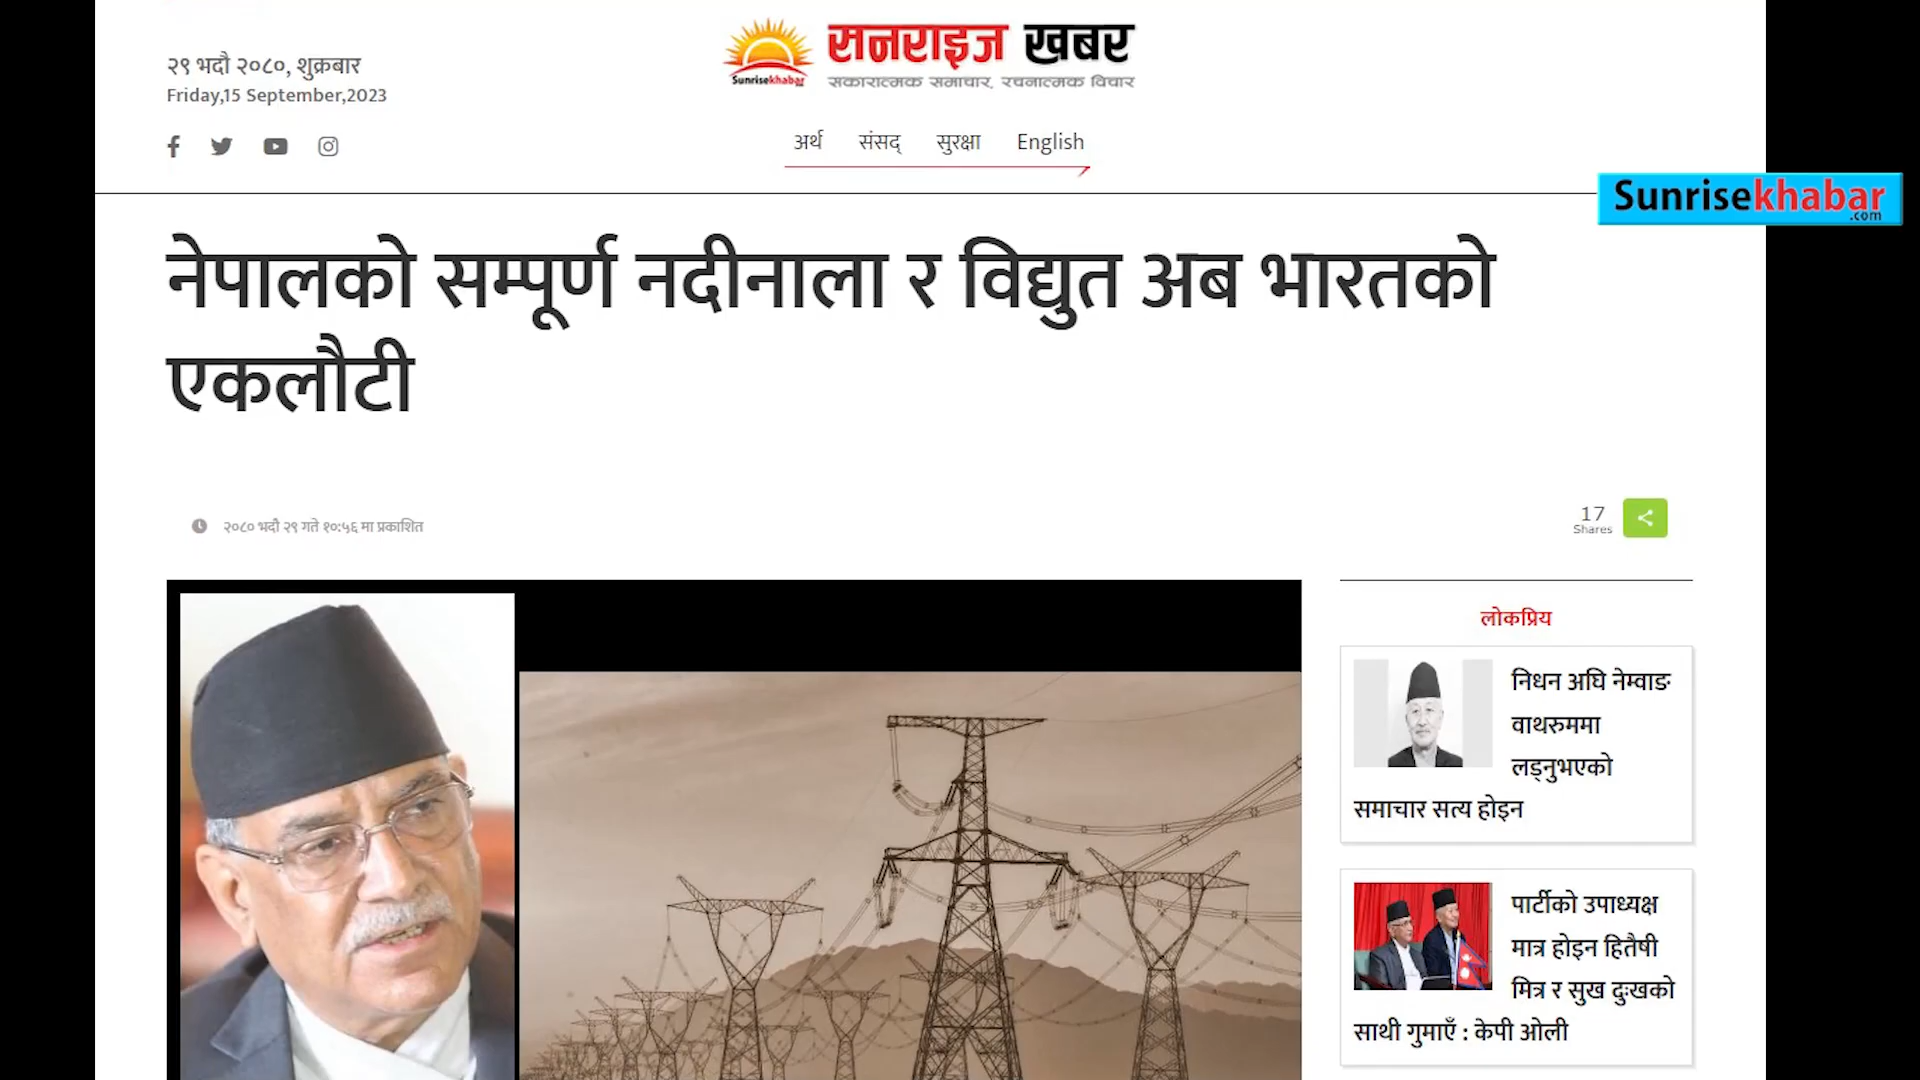 २९ भदौ २०८०, शुक्रबार
Friday,15 September,2023
Sunrisekhabar
सनराइज खबर
सकारात्मक समाचार, रचनात्मक विचार
अर्थ संसद् सुरक्षा English
Sunrisekhabar
.com
नेपालको सम्पूर्ण नदीनाला र विद्युत अब भारतको
एकलौटी
२०८० भदौ २९ गते १०:५६ मा प्रकाशित
17
Shares
लोकप्रिय
निधन अघि नेम्वाङ
वाथरुममा
लड्नुभएको
समाचार सत्य होइन
पार्टीको उपाध्यक्ष
मात्र होइन हितैषी
मित्र र सुख दुःखको
साथी गुमाएँ : केपी ओली